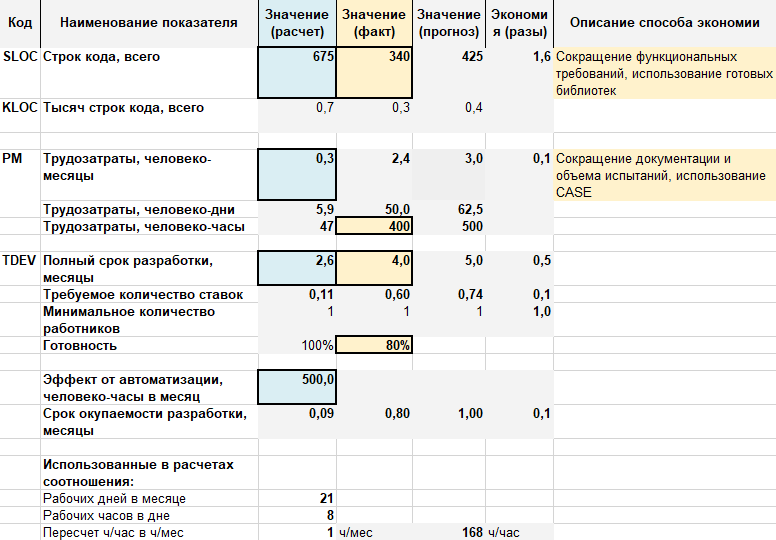 Код Наименование показателя Значение (расчет) Значение (факт) Значение (прогноз) Экономи я (разы) Описание способа экономии
SLOC Строк кода, всего 675 340 425 1,6 Сокращение функциональных
требований, использование готовых
библиотек
KLOC Тысяч строк кода, всего 0,7 0,3 0,4
PM Трудозатраты, человеко- 0,3 2,4 3,0 0,1 Сокращение документации и
месяцы объема испытаний, использование
CASE
Трудозатраты, человеко-дни 5,9 50,0 62,5
Трудозатраты, человеко-часы 47 400 500
TDEV Полный срок разработки, 2,6 4,0 5,0 0,5
месяцы
Требуемое количество ставок 0,11 0,60 0,74 0,1
Минимальное количество 1 1 1 1,0
работников
Готовность 100% 80%
Эффект от автоматизации, 500,0
человеко-часы в месяц
Срок окупаемости разработки, 0,09 0,80 1,00 0,1
месяцы
Использованные в расчетах
соотношения:
Рабочих дней в месяце 21
Рабочих часов в дне 8
Пересчет ч/час в ч/мес 1 ч/мес 168 ч/час